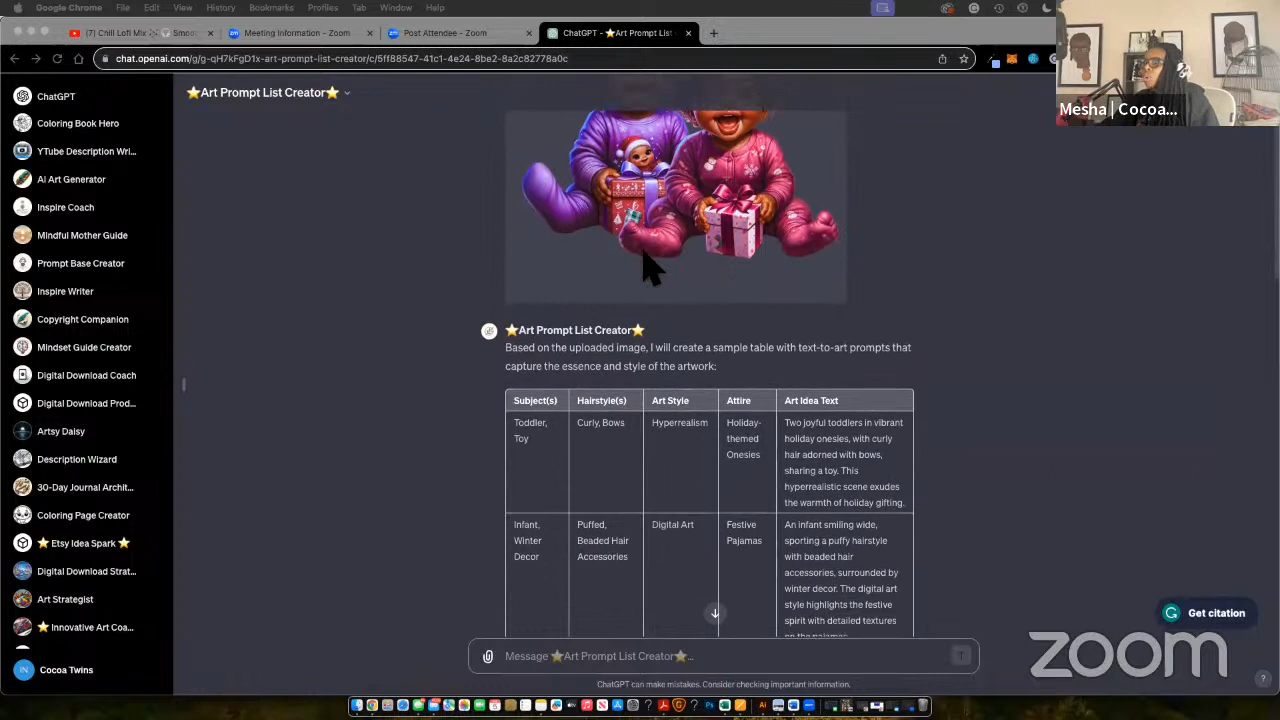 Google Chrome File Edit View History Bookmarks Profiles Tab Window Help
(7) Chill Lofi Mix
Meeting Information - Zoom
Post Attendee - Zoom
ChatGPT - ⭐Art Prompt List
chat.openai.com/g/g-qH7kFgD1x-art-prompt-list-creator/c/5ff88547-41c1-4e24-8be2-8a2c82778a0c
Mesha | Cocoa...
ChatGPT
Coloring Book Hero
YTube Description Wri...
Ai Art Generator
Inspire Coach
Mindful Mother Guide
Prompt Base Creator
Inspire Writer
Copyright Companion
Mindset Guide Creator
Digital Download Coach
Digital Download Prod...
Artsy Daisy
Description Wizard
30-Day Journal Archit...
Coloring Page Creator
⭐ Etsy Idea Spark ⭐
Digital Download Strat...
Art Strategist
⭐ Innovative Art Coa...
IN Cocoa Twins
⭐Art Prompt List Creator⭐
⭐Art Prompt List Creator⭐
Based on the uploaded image, I will create a sample table with text-to-art prompts that
capture the essence and style of the artwork:
Subject(s) Hairstyle(s) Art Style Attire Art Idea Text
Toddler, Curly, Bows Hyperrealism Holiday- Two joyful toddlers in vibrant
Toy themed holiday onesies, with curly
Onesies hair adorned with bows,
sharing a toy. This
hyperrealistic scene exudes
the warmth of holiday gifting.
Infant, Puffed, Digital Art Festive An infant smiling wide,
Winter Beaded Hair Pajamas sporting a puffy hairstyle
Decor Accessories with beaded hair
accessories, surrounded by
winter decor. The digital art
style highlights the festive
spirit with detailed textures
on the pajamas.
Message ⭐Art Prompt List Creator⭐...
ChatGPT can make mistakes. Consider checking important information.
Get citation
zoom